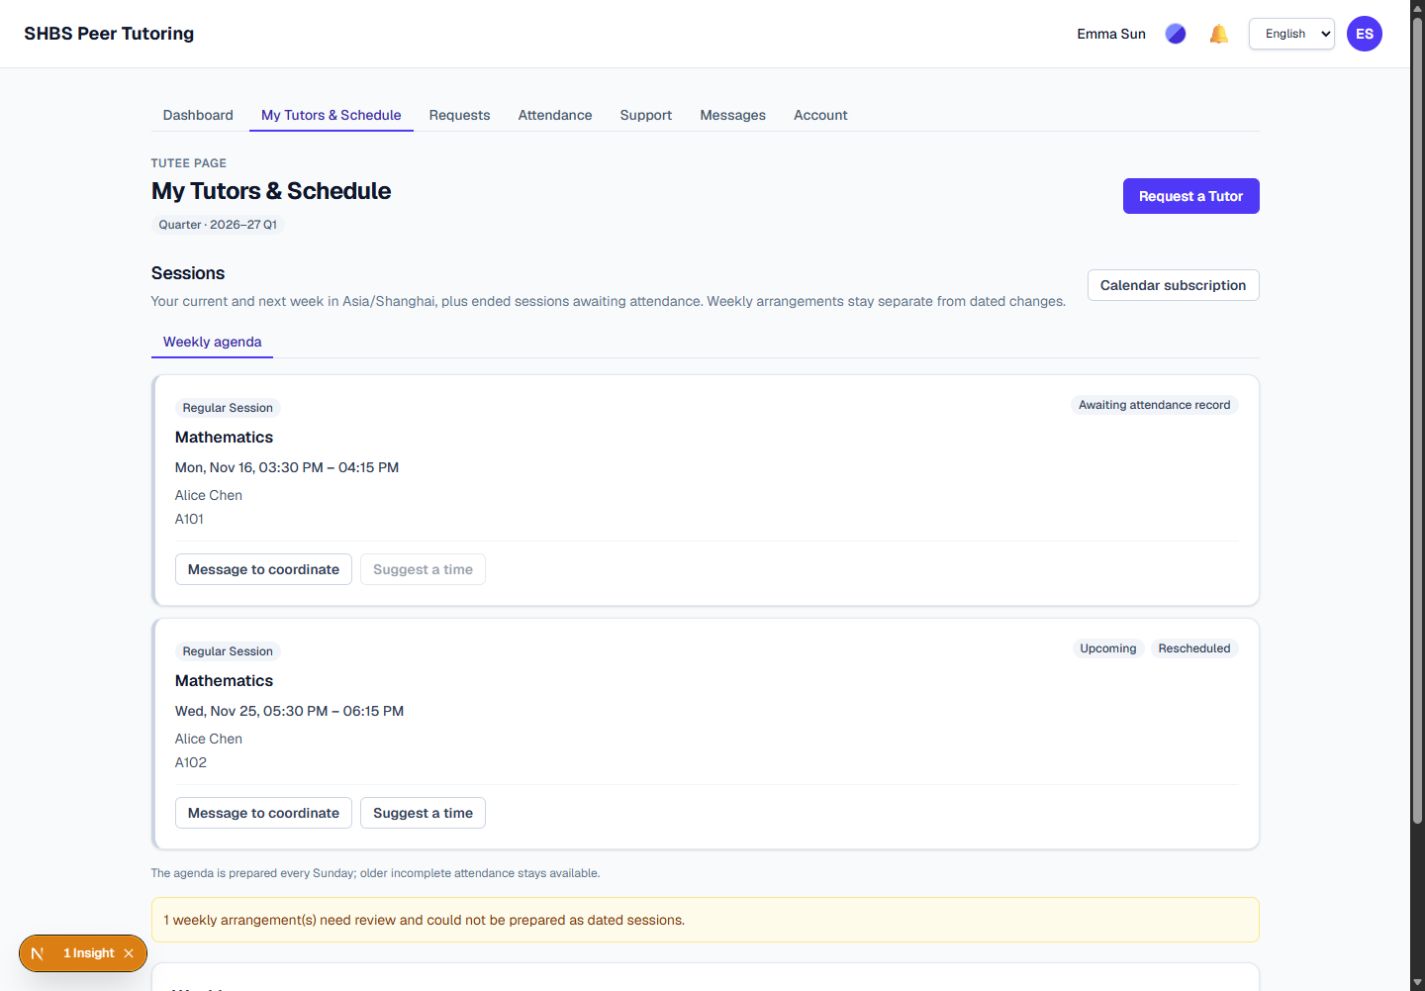 SHBS Peer Tutoring
Emma Sun
English
ES
Dashboard
My Tutors & Schedule
Requests
Attendance
Support
Messages
Account
TUTEE PAGE
My Tutors & Schedule
Request a Tutor
Quarter · 2026–27 Q1
Sessions
Your current and next week in Asia/Shanghai, plus ended sessions awaiting attendance. Weekly arrangements stay separate from dated changes.
Calendar subscription
Weekly agenda
Regular Session
Awaiting attendance record
Mathematics
Mon, Nov 16, 03:30 PM – 04:15 PM
Alice Chen
A101
Message to coordinate
Suggest a time
Regular Session
Upcoming
Rescheduled
Mathematics
Wed, Nov 25, 05:30 PM – 06:15 PM
Alice Chen
A102
Message to coordinate
Suggest a time
The agenda is prepared every Sunday; older incomplete attendance stays available.
1 weekly arrangement(s) need review and could not be prepared as dated sessions.
N
1 Insight